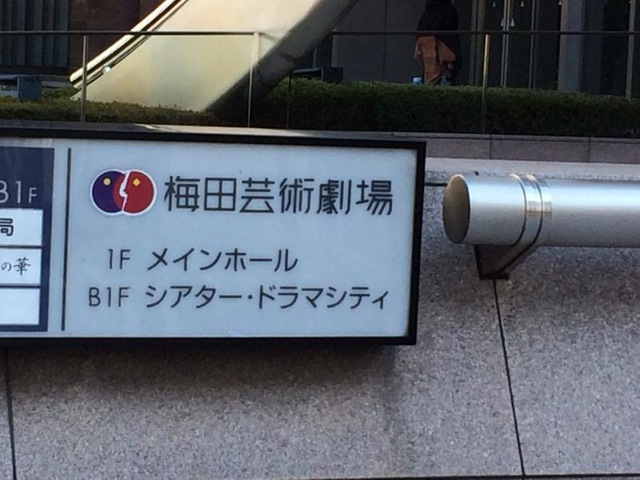 B1F
局
の華
梅田芸術劇場
1F メインホール
B1F シアター・ドラマシティ